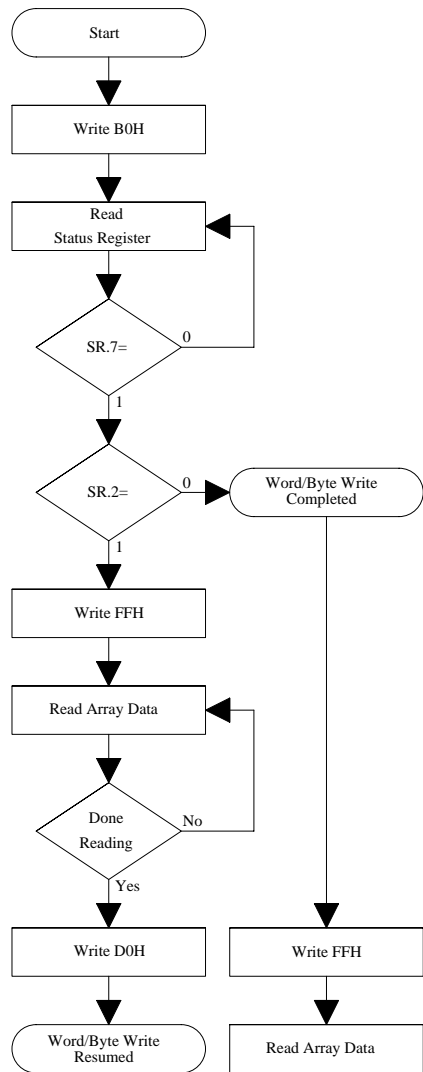 Start
Write B0H
Read
Status Register
SR.7=
0
1
SR.2=
0
Word/Byte Write
Completed
1
Write FFH
Read Array Data
Done
Reading
No
Yes
Write D0H
Write FFH
Word/Byte Write
Resumed
Read Array Data